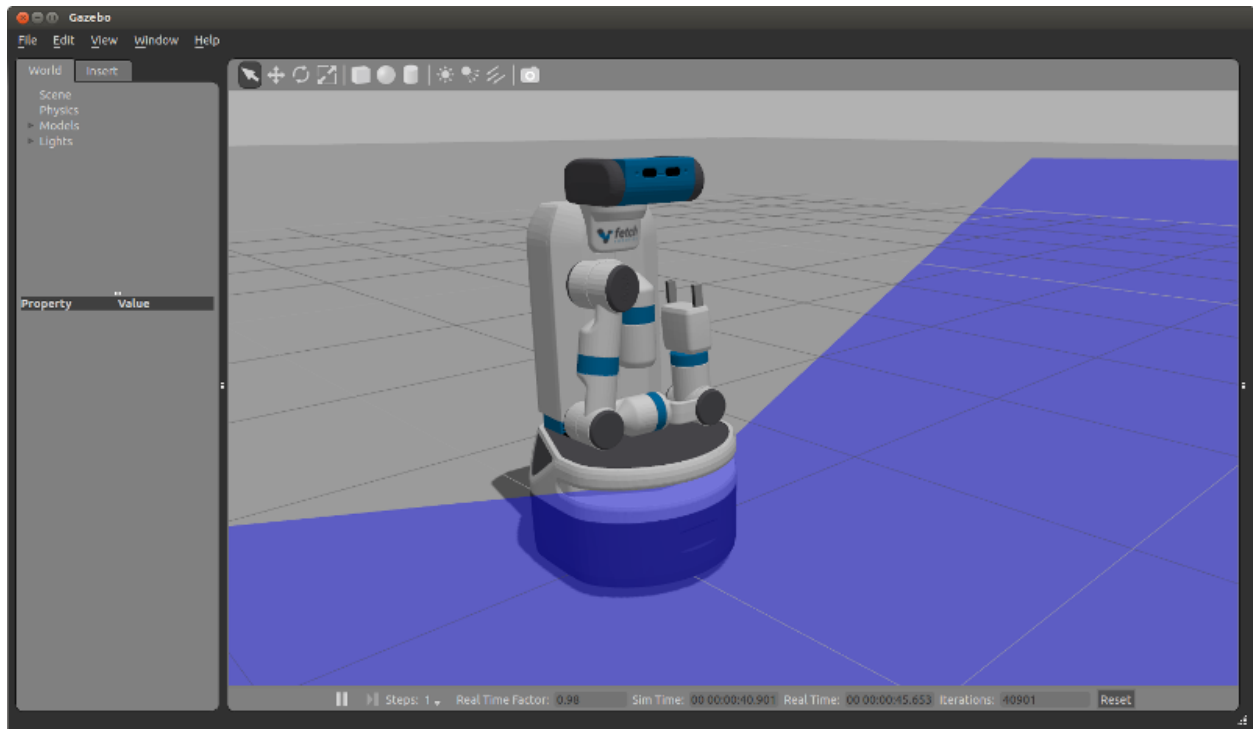 Gazebo
File Edit View Window Help
World Insert
Scene
Physics
Models
Lights
Property Value
fetch
Steps: 1 Real Time Factor: 0.98 Sim Time: 00 00:00:40.901 Real Time: 00 00:00:45.653 Iterations: 40901 Reset